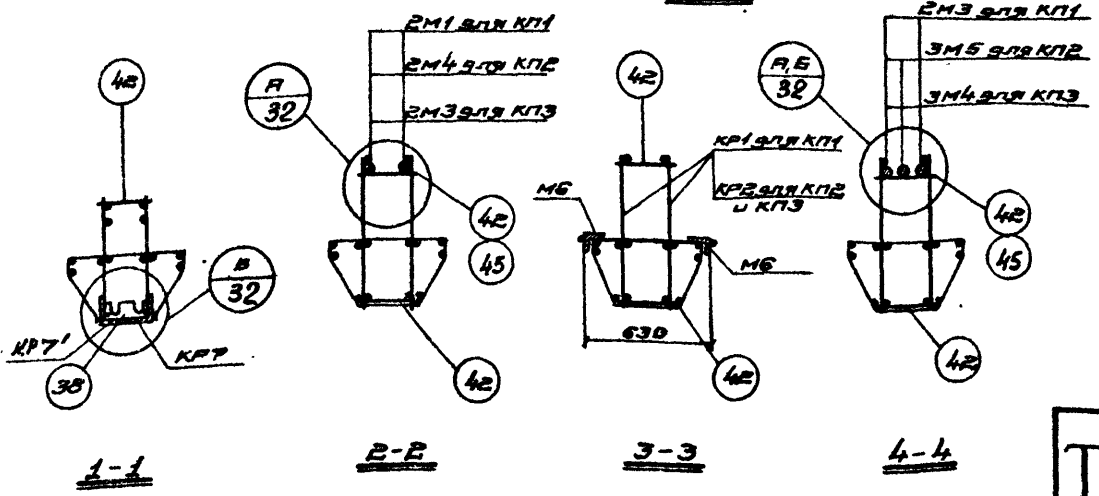 2М1 для КП1
2М4 для КП2
2М3 для КП3
2М3 для КП1
3М5 для КП2
3М4 для КП3
42
А
32
42
А,Б
32
КР1 для КП1
КР2 для КП2
и КП3
М6
М6
42
45
42
45
В
32
630
КР7'
КР7
38
42
42
42
1-1
2-2
3-3
4-4